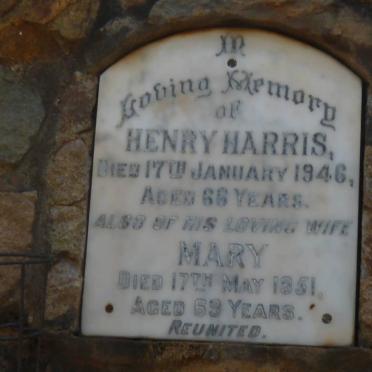 In
Loving Memory
of
HENRY HARRIS,
DIED 17TH JANUARY 1946,
AGED 66 YEARS.
ALSO OF HIS LOVING WIFE
MARY
DIED 17TH MAY 1951,
AGED 69 YEARS.
REUNITED.